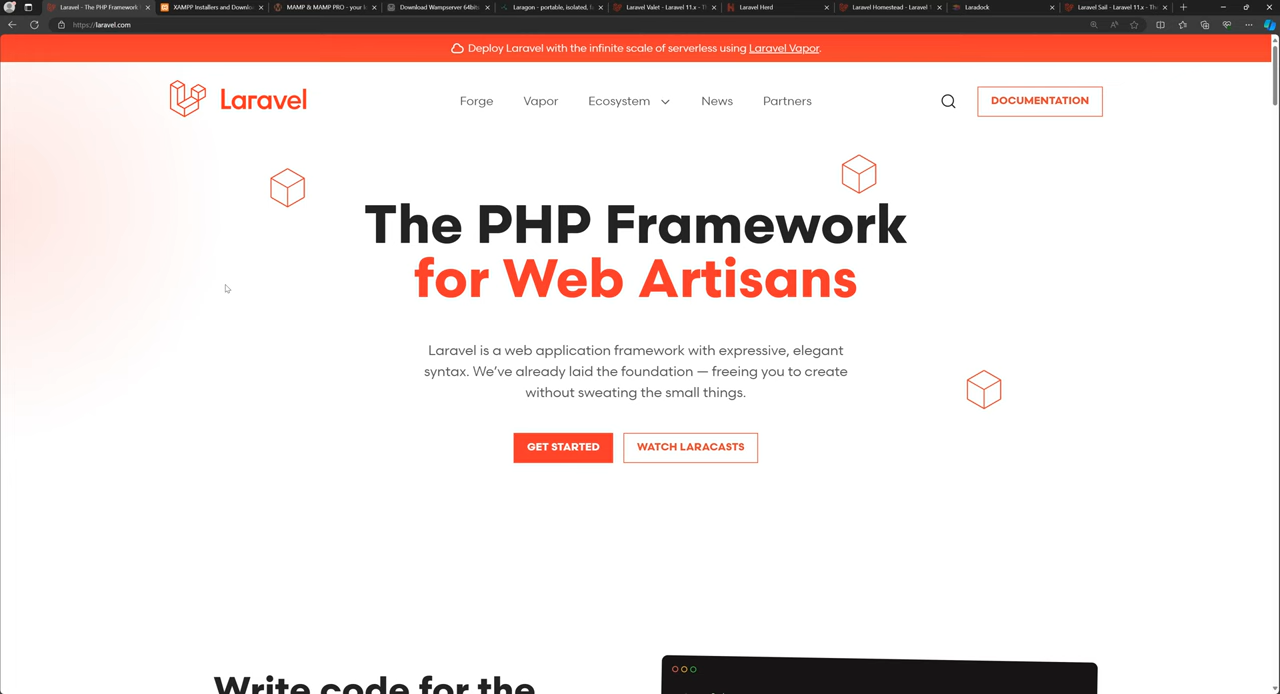 Laravel - The PHP Framework
XAMPP Installers and Downlo
MAMP & MAMP PRO - your l
Download Wampserver 64bit
Laragon - portable, isolated, f
Laravel Valet - Laravel 11.x - Th
Laravel Herd
Laravel Homestead - Laravel 1
Laradock
Laravel Sail - Laravel 11.x - The
https://laravel.com
Deploy Laravel with the infinite scale of serverless using Laravel Vapor.
Laravel
Forge
Vapor
Ecosystem
News
Partners
DOCUMENTATION
The PHP Framework
for Web Artisans
Laravel is a web application framework with expressive, elegant
syntax. We've already laid the foundation — freeing you to create
without sweating the small things.
GET STARTED
WATCH LARACASTS
Write code for the